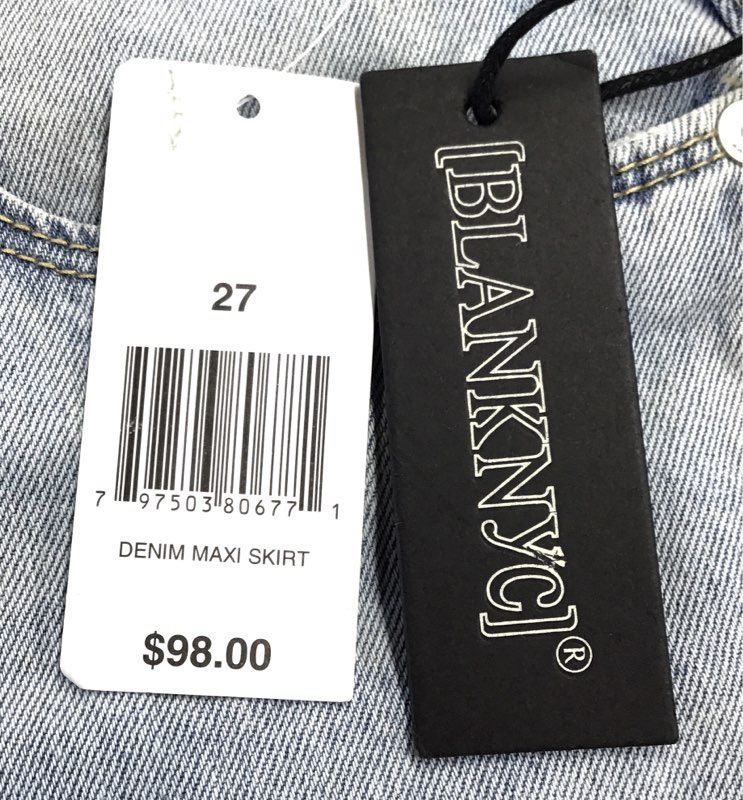 27
7 97503 80677 1
DENIM MAXI SKIRT
$98.00
[BLANKNYC]®